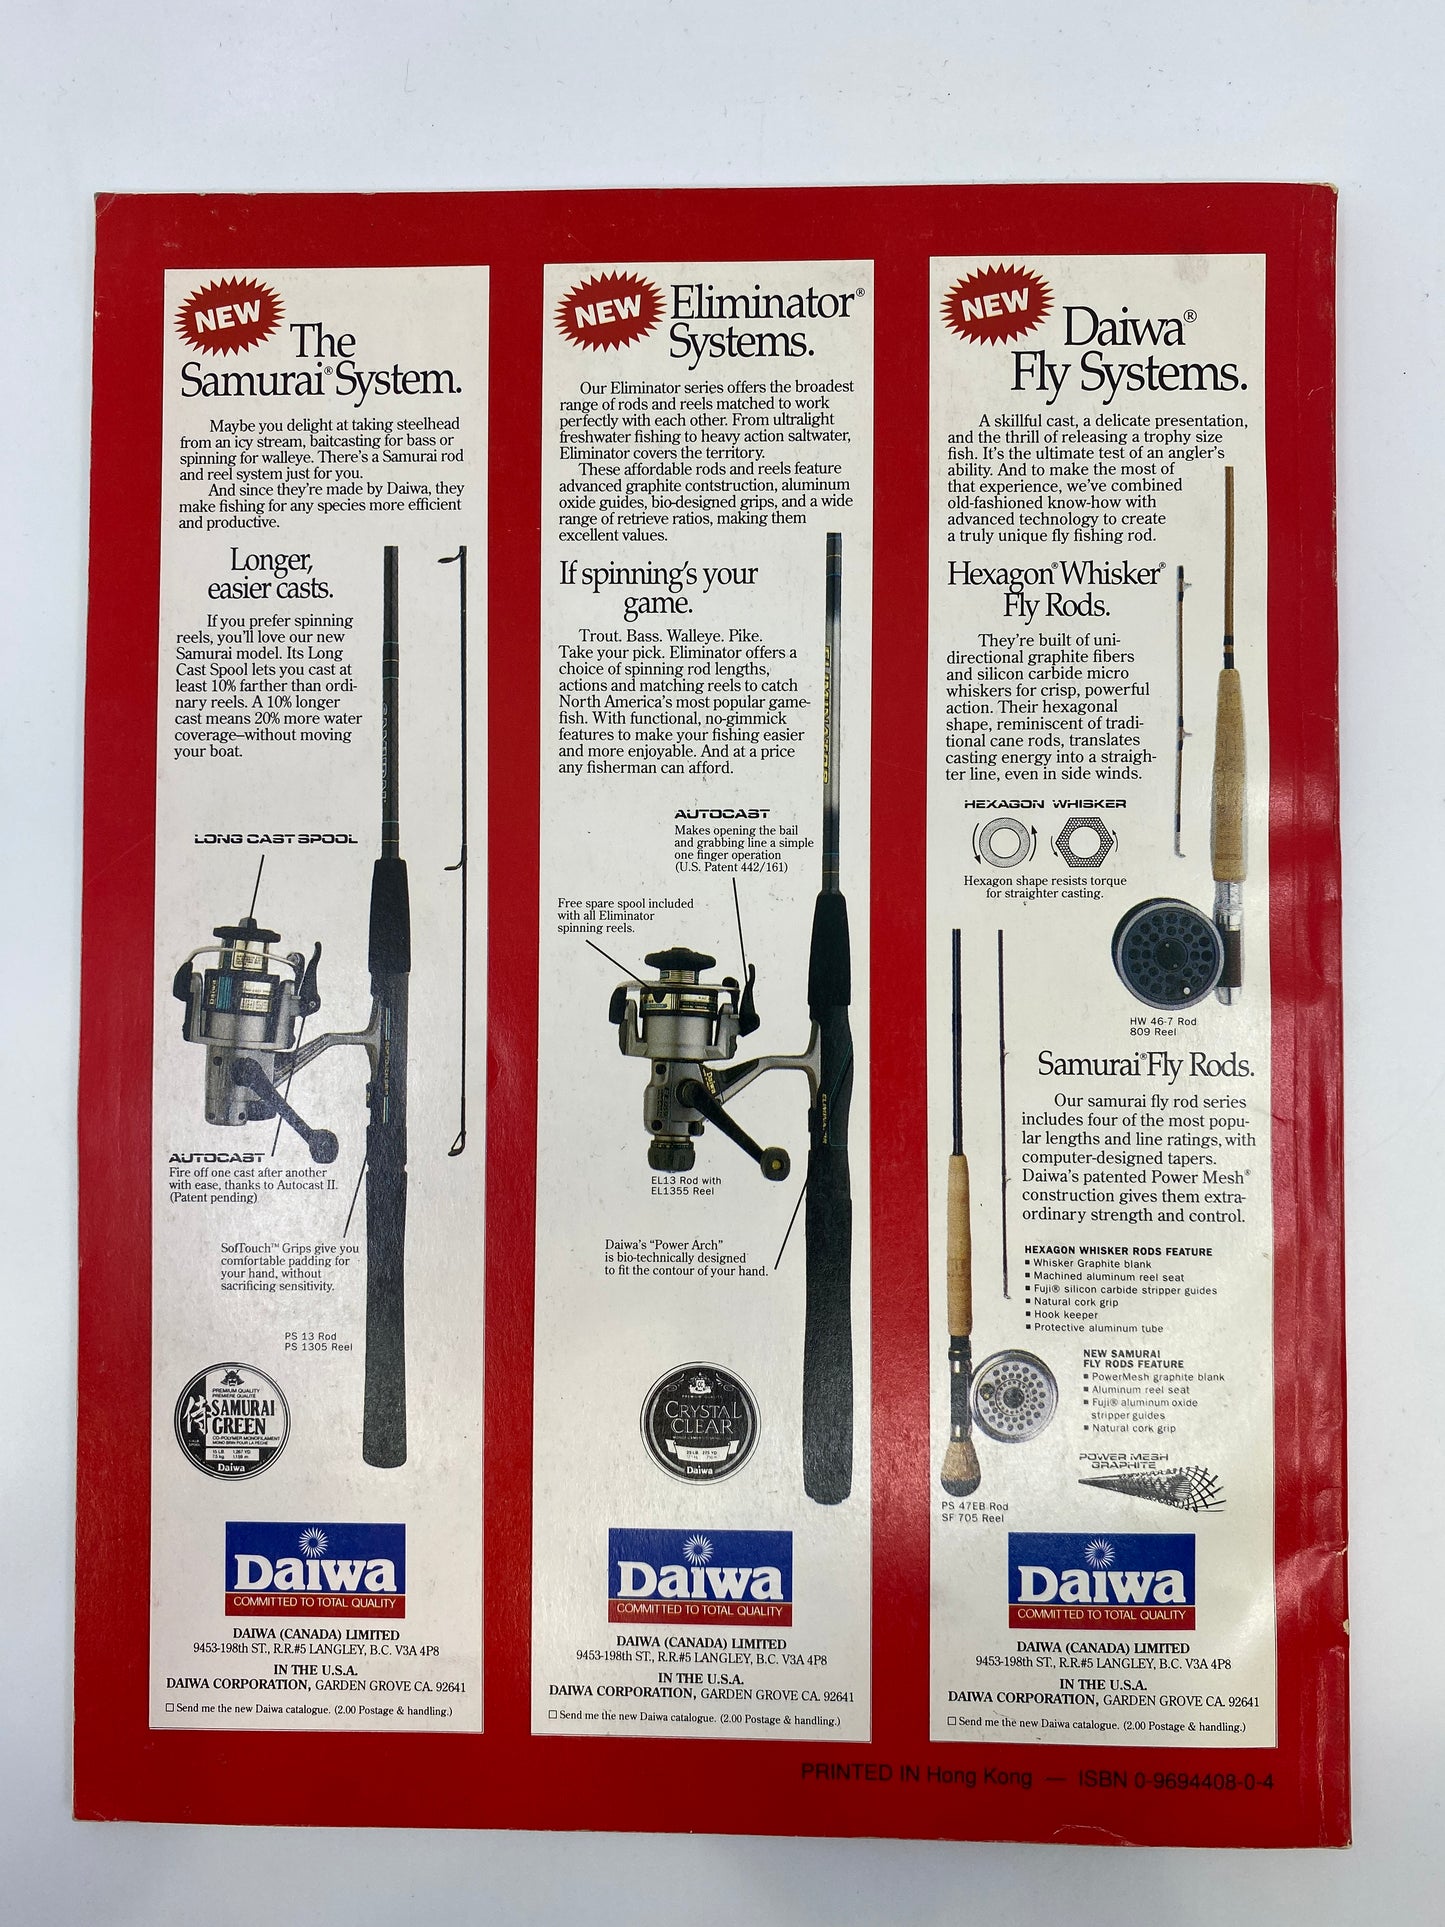 NEW
The
Samurai® System.
Maybe you delight at taking steelhead
from an icy stream, baitcasting for bass or
spinning for walleye. There's a Samurai rod
and reel system just for you.
And since they're made by Daiwa, they
make fishing for any species more efficient
and productive.
Longer,
easier casts.
If you prefer spinning
reels, you'll love our new
Samurai model. Its Long
Cast Spool lets you cast at
least 10% farther than ordi-
nary reels. A 10% longer
cast means 20% more water
coverage–without moving
your boat.
LONG CAST SPOOL
AUTOCAST
Fire off one cast after another
with ease, thanks to Autocast II.
(Patent pending)
SofTouch™ Grips give you
comfortable padding for
your hand, without
sacrificing sensitivity.
PS 13 Rod
PS 1305 Reel
PREMIUM QUALITY
PREMIERE QUALITÉ
侍 SAMURAI
GREEN
CO-POLYMER MONOFILAMENT
MONO BRIN POUR LA PÊCHE
Daiwa
Daiwa
COMMITTED TO TOTAL QUALITY
DAIWA (CANADA) LIMITED
9453-198th ST., R.R.#5 LANGLEY, B.C. V3A 4P8
IN THE U.S.A.
DAIWA CORPORATION, GARDEN GROVE CA. 92641
☐ Send me the new Daiwa catalogue. (2.00 Postage & handling.)
NEW
Eliminator®
Systems.
Our Eliminator series offers the broadest
range of rods and reels matched to work
perfectly with each other. From ultralight
freshwater fishing to heavy action saltwater,
Eliminator covers the territory.
These affordable rods and reels feature
advanced graphite contstruction, aluminum
oxide guides, bio-designed grips, and a wide
range of retrieve ratios, making them
excellent values.
If spinning's your
game.
Trout. Bass. Walleye. Pike.
Take your pick. Eliminator offers a
choice of spinning rod lengths,
actions and matching reels to catch
North America's most popular game-
fish. With functional, no-gimmick
features to make your fishing easier
and more enjoyable. And at a price
any fisherman can afford.
ELIMINATOR
AUTOCAST
Makes opening the bail
and grabbing line a simple
one finger operation
(U.S. Patent 442/161)
Free spare spool included
with all Eliminator
spinning reels.
EL13 Rod with
EL1355 Reel
Daiwa's “Power Arch”
is bio-technically designed
to fit the contour of your hand.
PREMIUM QUALITY
CRYSTAL
CLEAR
Daiwa
Daiwa
COMMITTED TO TOTAL QUALITY
DAIWA (CANADA) LIMITED
9453-198th ST., R.R.#5 LANGLEY, B.C. V3A 4P8
IN THE U.S.A.
DAIWA CORPORATION, GARDEN GROVE CA. 92641
☐ Send me the new Daiwa catalogue. (2.00 Postage & handling.)
NEW
Daiwa®
Fly Systems.
A skillful cast, a delicate presentation,
and the thrill of releasing a trophy size
fish. It's the ultimate test of an angler's
ability. And to make the most of
that experience, we've combined
old-fashioned know-how with
advanced technology to create
a truly unique fly fishing rod.
Hexagon® Whisker®
Fly Rods.
They're built of uni-
directional graphite fibers
and silicon carbide micro
whiskers for crisp, powerful
action. Their hexagonal
shape, reminiscent of tradi-
tional cane rods, translates
casting energy into a straigh-
ter line, even in side winds.
HEXAGON WHISKER
Hexagon shape resists torque
for straighter casting.
HW 46-7 Rod
809 Reel
Samurai® Fly Rods.
Our samurai fly rod series
includes four of the most popu-
lar lengths and line ratings, with
computer-designed tapers.
Daiwa's patented Power Mesh®
construction gives them extra-
ordinary strength and control.
HEXAGON WHISKER RODS FEATURE
■ Whisker Graphite blank
■ Machined aluminum reel seat
■ Fuji® silicon carbide stripper guides
■ Natural cork grip
■ Hook keeper
■ Protective aluminum tube
NEW SAMURAI
FLY RODS FEATURE
■ PowerMesh graphite blank
■ Aluminum reel seat
■ Fuji® aluminum oxide
stripper guides
■ Natural cork grip
POWER MESH
GRAPHITE
PS 47EB Rod
SF 705 Reel
Daiwa
COMMITTED TO TOTAL QUALITY
DAIWA (CANADA) LIMITED
9453-198th ST., R.R.#5 LANGLEY, B.C. V3A 4P8
IN THE U.S.A.
DAIWA CORPORATION, GARDEN GROVE CA. 92641
☐ Send me the new Daiwa catalogue. (2.00 Postage & handling.)
PRINTED IN Hong Kong — ISBN 0-9694408-0-4